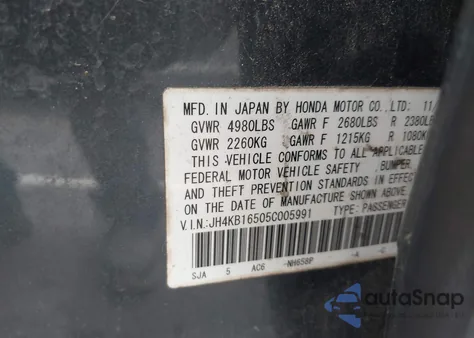 MFD. IN JAPAN BY HONDA MOTOR CO., LTD: 11/
GVWR 4980LBS GAWR F 2680LBS R 2380LB
GVWR 2260KG GAWR F 1215KG R 1080K
THIS VEHICLE CONFORMS TO ALL APPLICABLE
FEDERAL MOTOR VEHICLE SAFETY BUMPER,
AND THEFT PREVENTION STANDARDS IN EFFECT
ON THE DATE OF MANUFACTURE SHOWN ABOVE.
V.I.N.:JH4KB16505C005991 TYPE: PASSENGER
SJA 5 AC6 -NH658P -A -C
autoSnap